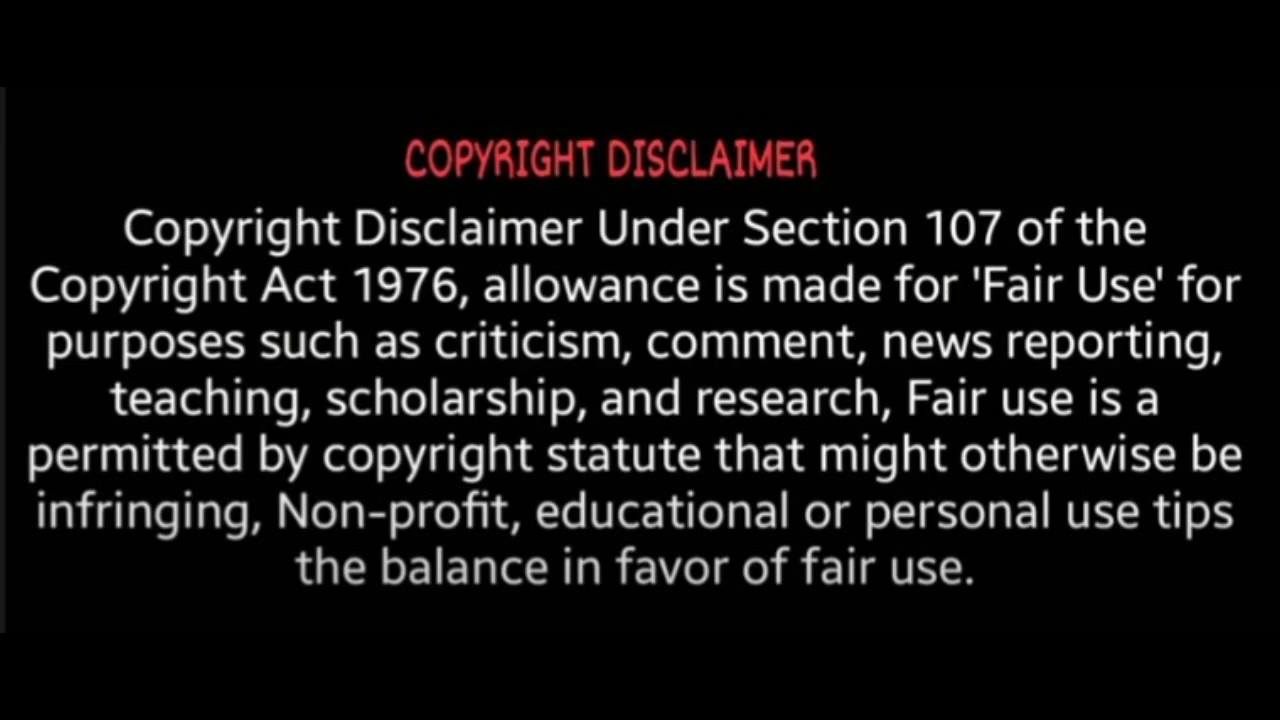 COPYRIGHT DISCLAIMER
Copyright Disclaimer Under Section 107 of the
Copyright Act 1976, allowance is made for 'Fair Use' for
purposes such as criticism, comment, news reporting,
teaching, scholarship, and research, Fair use is a
permitted by copyright statute that might otherwise be
infringing, Non-profit, educational or personal use tips
the balance in favor of fair use.